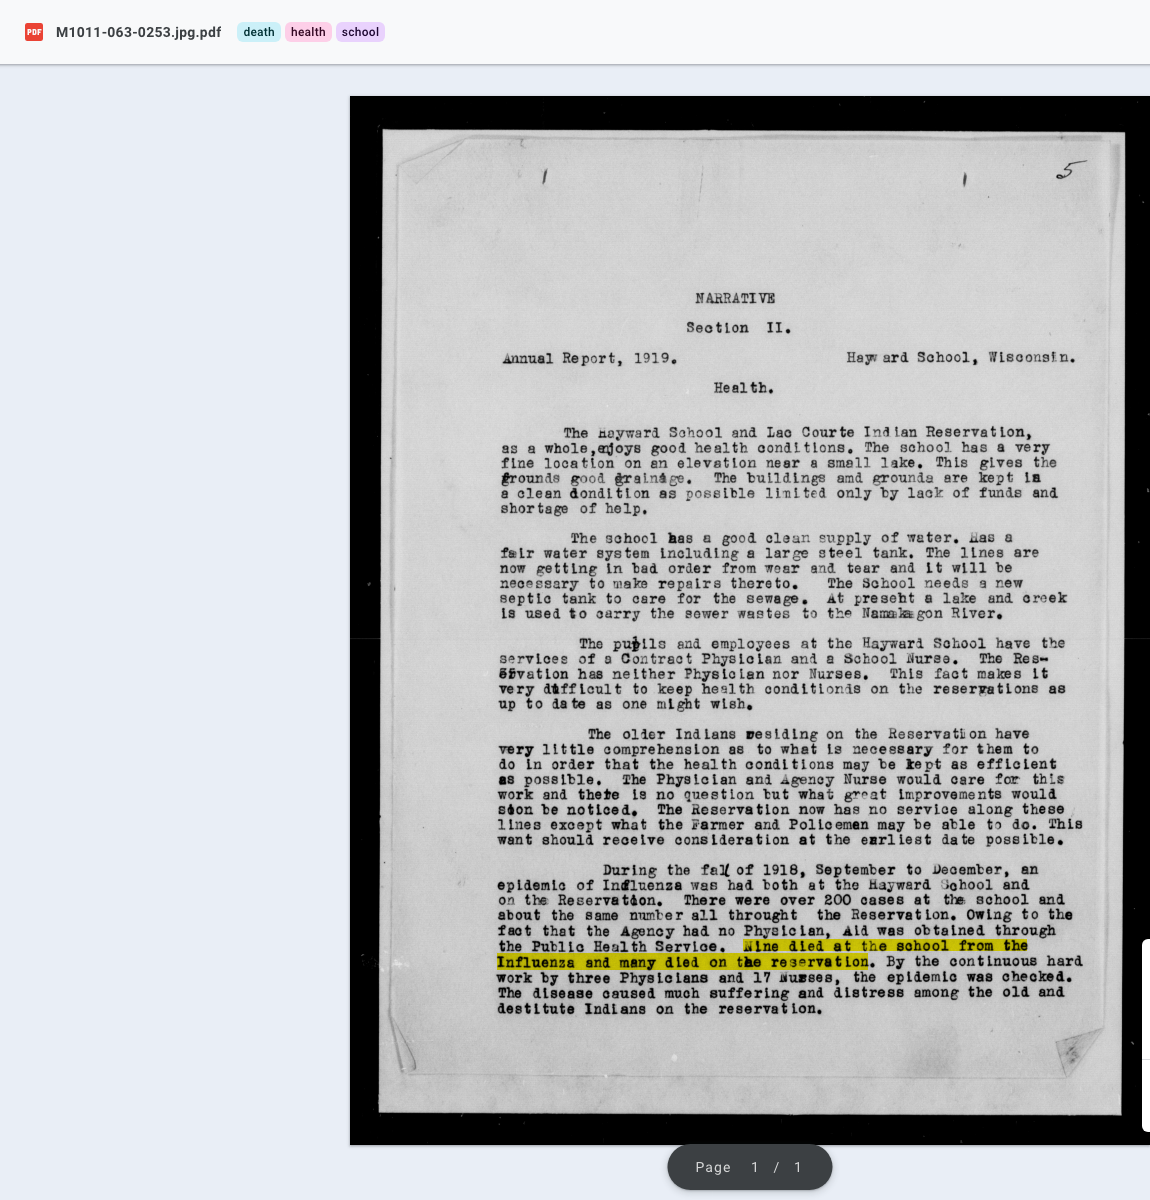 PDF M1011-063-0253.jpg.pdf death health school
5
NARRATIVE
Section II.
Annual Report, 1919. Hayward School, Wisconsin.
Health.
The Hayward School and Lac Courte Indian Reservation,
as a whole,enjoys good health conditions. The school has a very
fine location on an elevation near a small lake. This gives the
grounds good drainage. The buildings amd grounds are kept in
a clean condition as possible limited only by lack of funds and
shortage of help.
The school has a good clean supply of water. Has a
fair water system including a large steel tank. The lines are
now getting in bad order from wear and tear and it will be
necessary to make repairs thereto. The School needs a new
septic tank to care for the sewage. At present a lake and creek
is used to carry the sewer wastes to the Namakagon River.
The pupils and employees at the Hayward School have the
services of a Contract Physician and a School Nurse. The Res-
ervation has neither Physician nor Nurses. This fact makes it
very difficult to keep health conditionis on the reservations as
up to date as one might wish.
The older Indians residing on the Reservation have
very little comprehension as to what is necessary for them to
do in order that the health conditions may be kept as efficient
as possible. The Physician and Agency Nurse would care for this
work and there is no question but what great improvements would
soon be noticed. The Reservation now has no service along these
lines except what the Farmer and Policeman may be able to do. This
want should receive consideration at the earliest date possible.
During the fall of 1918, September to December, an
epidemic of Influenza was had both at the Hayward School and
on the Reservation. There were over 200 cases at the school and
about the same number all throught the Reservation. Owing to the
fact that the Agency had no Physician, Aid was obtained through
the Public Health Service. Nine died at the school from the
Influenza and many died on the reservation. By the continuous hard
work by three Physicians and 17 Nurses, the epidemic was checked.
The disease caused much suffering and distress among the old and
destitute Indians on the reservation.
Page 1 / 1